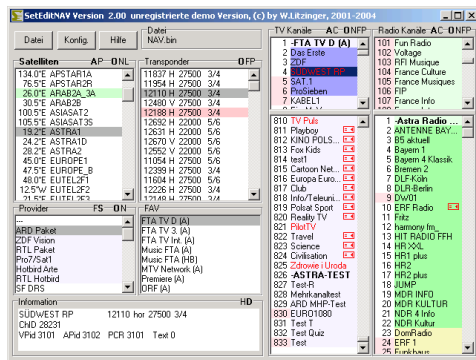 SetEditNAV Version 2.00 unregistrierte demo Version, (c) by W.Litzinger, 2001-2004
Datei
Konfig.
Hilfe
Datei
NAV.bin
Satelliten AP ONL
134.0°E APSTAR1A
76.5°E APSTAR2R
26.0°E ARABA2A_3A
30.5°E ARAB2B
100.5°E ASIASAT2
105.5°E ASIASAT3S
19.2°E ASTRA1
24.2°E ASTRA1D
28.2°E ASTRA2
45.0°E EUROPE1
47.5°E EUROPE_B
48.0°E EUTELF1
12.5°W EUTELF2
21.5°E EUTELF3
Transponder OFP
11837 H 27500 3/4
11954 H 27500 3/4
12110 H 27500 3/4
12480 V 27500 3/4
12188 H 27500 3/4
12692 H 22000 5/6
12631 V 22000 5/6
12670 V 22000 5/6
12552 V 22000 5/6
11054 H 27500 5/6
12399 H 27500 3/4
11604 H 27500 5/6
12226 H 27500 3/4
12148 H 27500 3/4
Provider FS ON
---
ARD Paket
ZDF Vision
RTL Paket
Pro7/Sat1
Hotbird Arte
RTL Hotbird
SF DRS
FAV
FTA TV D (A)
FTA TV 3. (A)
FTA TV Int. (A)
Music FTA (A)
Music FTA (HB)
MTV Network (A)
Premiere (A)
ORF (A)
Information HD
SÜDWEST RP 12110 hor 27500 3/4
CHID 28231
VPid 3101 APid 3102 PCR 3101 Text 0
TV Kanäle A ONFP
1 -FTA TV D (A)
2 Das Erste
3 ZDF
4 SÜDWEST RP
5 SAT.1
6 ProSieben
7 KABEL1
810 TV Puls
811 Playboy
812 KINO POLS...
813 Fox Kids
814 test1
815 Cartoon Net...
816 Europa Euro...
817 Club
818 Info/Teleuni...
819 Polsat Sport
820 Reality TV
821 PilotTV
822 Travel
823 Science
824 Civilisation
825 Zdrowie i Uroda
826 -ASTRA-TEST
827 Test-R
828 Mehrkanaltest
829 ARD MHP-Test
830 EURO1080
831 Test T
832 Test Quiz
833 Test
Radio Kanäle A ONFP
101 Fun Radio
102 Voltage
103 RFI Musique
104 France Culture
105 France Musiques
106 FIP
107 France Info
1 -Astra Radio ...
2 ANTENNE BAY...
3 B5 aktuell
4 Bayern 1
5 Bayern 4 Klassik
6 Bremen 2
7 DLF-Köln
8 DLR-Berlin
9 DW01
10 ERF Radio
11 Fritz
12 harmony fm_
13 HIT RADIO FFH
14 HR XXL
15 HR1 plus
16 HR2
17 HR2 plus
18 JUMP
19 MDR INFO
20 MDR KULTUR
21 NDR 4 Info
22 NDR Kultur
23 DomRadio
24 ERF 1
25 Funkhaus